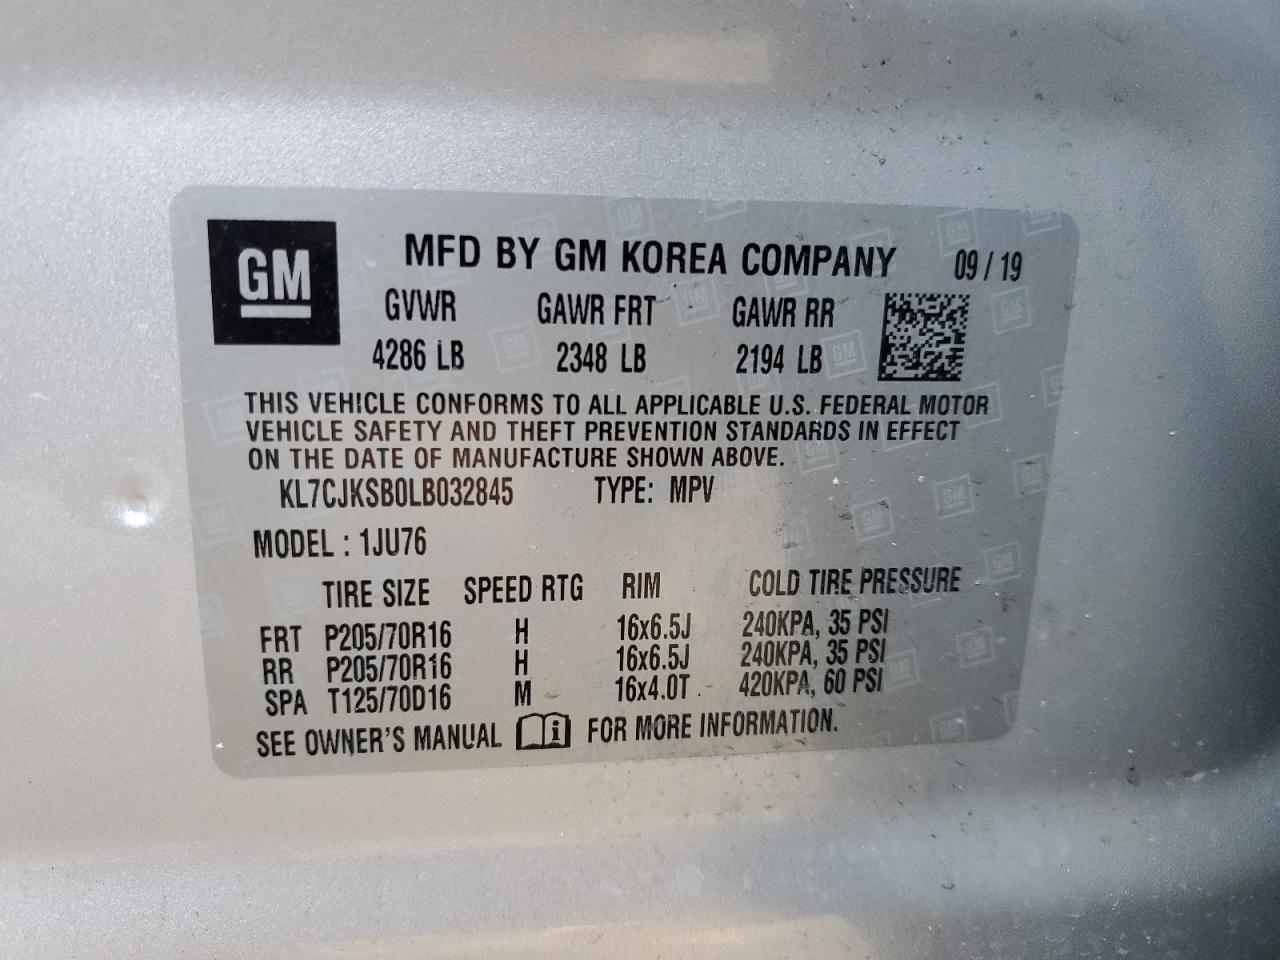 GM
MFD BY GM KOREA COMPANY 09 / 19
GVWR GAWR FRT GAWR RR
4286 LB 2348 LB 2194 LB
THIS VEHICLE CONFORMS TO ALL APPLICABLE U.S. FEDERAL MOTOR
VEHICLE SAFETY AND THEFT PREVENTION STANDARDS IN EFFECT
ON THE DATE OF MANUFACTURE SHOWN ABOVE.
KL7CJKSB0LB032845 TYPE: MPV
MODEL : 1JU76
TIRE SIZE SPEED RTG RIM COLD TIRE PRESSURE
FRT P205/70R16 H 16x6.5J 240KPA, 35 PSI
RR P205/70R16 H 16x6.5J 240KPA, 35 PSI
SPA T125/70D16 M 16x4.0T 420KPA, 60 PSI
SEE OWNER'S MANUAL i FOR MORE INFORMATION.